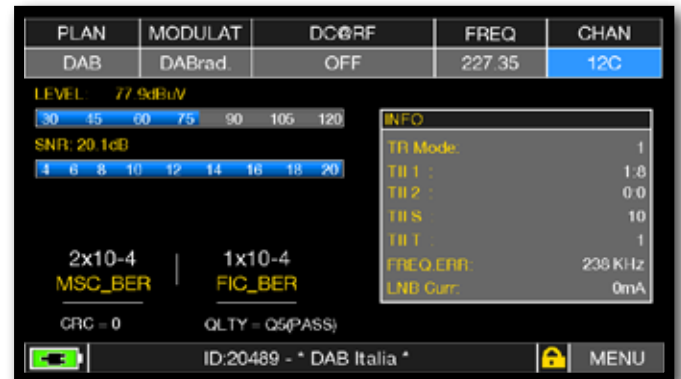 PLAN MODULAT DC@RF FREQ CHAN
DAB DABrad. OFF 227.35 12C
LEVEL: 77.9dBuV
30 45 60 75 90 105 120
SNR: 20.1dB
4 6 8 10 12 14 16 18 20
INFO
TR Mode: 1
TII 1 : 1:8
TII 2 : 0:0
TII S 10
TII T : 1
FREQ.ERR: 238 KHz
LNB Curr: 0mA
2x10-4 1x10-4
MSC_BER FIC_BER
CRC = 0 QLTY = Q5(PASS)
ID:20489 - * DAB Italia * MENU